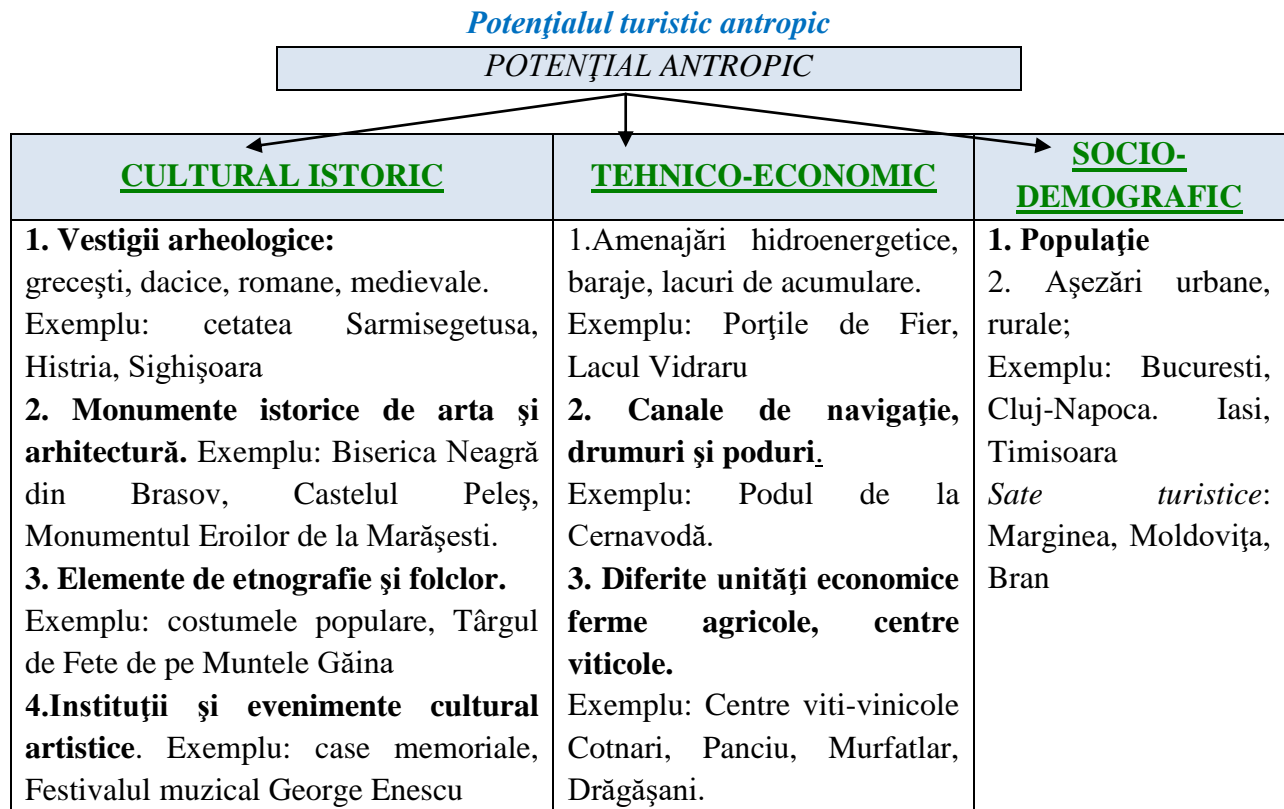 Potenţialul turistic antropic
POTENŢIAL ANTROPIC
CULTURAL ISTORIC
TEHNICO-ECONOMIC
SOCIO-
DEMOGRAFIC
1. Vestigii arheologice:
greceşti, dacice, romane, medievale.
Exemplu: cetatea Sarmisegetusa,
Histria, Sighişoara
2. Monumente istorice de arta şi
arhitectură. Exemplu: Biserica Neagră
din Brasov, Castelul Peleş,
Monumentul Eroilor de la Marăşesti.
3. Elemente de etnografie şi folclor.
Exemplu: costumele populare, Târgul
de Fete de pe Muntele Găina
4.Instituţii şi evenimente cultural
artistice. Exemplu: case memoriale,
Festivalul muzical George Enescu
1.Amenajări hidroenergetice,
baraje, lacuri de acumulare.
Exemplu: Porţile de Fier,
Lacul Vidraru
2. Canale de navigaţie,
drumuri şi poduri.
Exemplu: Podul de la
Cernavodă.
3. Diferite unităţi economice
ferme agricole, centre
viticole.
Exemplu: Centre viti-vinicole
Cotnari, Panciu, Murfatlar,
Drăgăşani.
1. Populaţie
2. Aşezări urbane,
rurale;
Exemplu: Bucuresti,
Cluj-Napoca. Iasi,
Timisoara
Sate turistice:
Marginea, Moldoviţa,
Bran